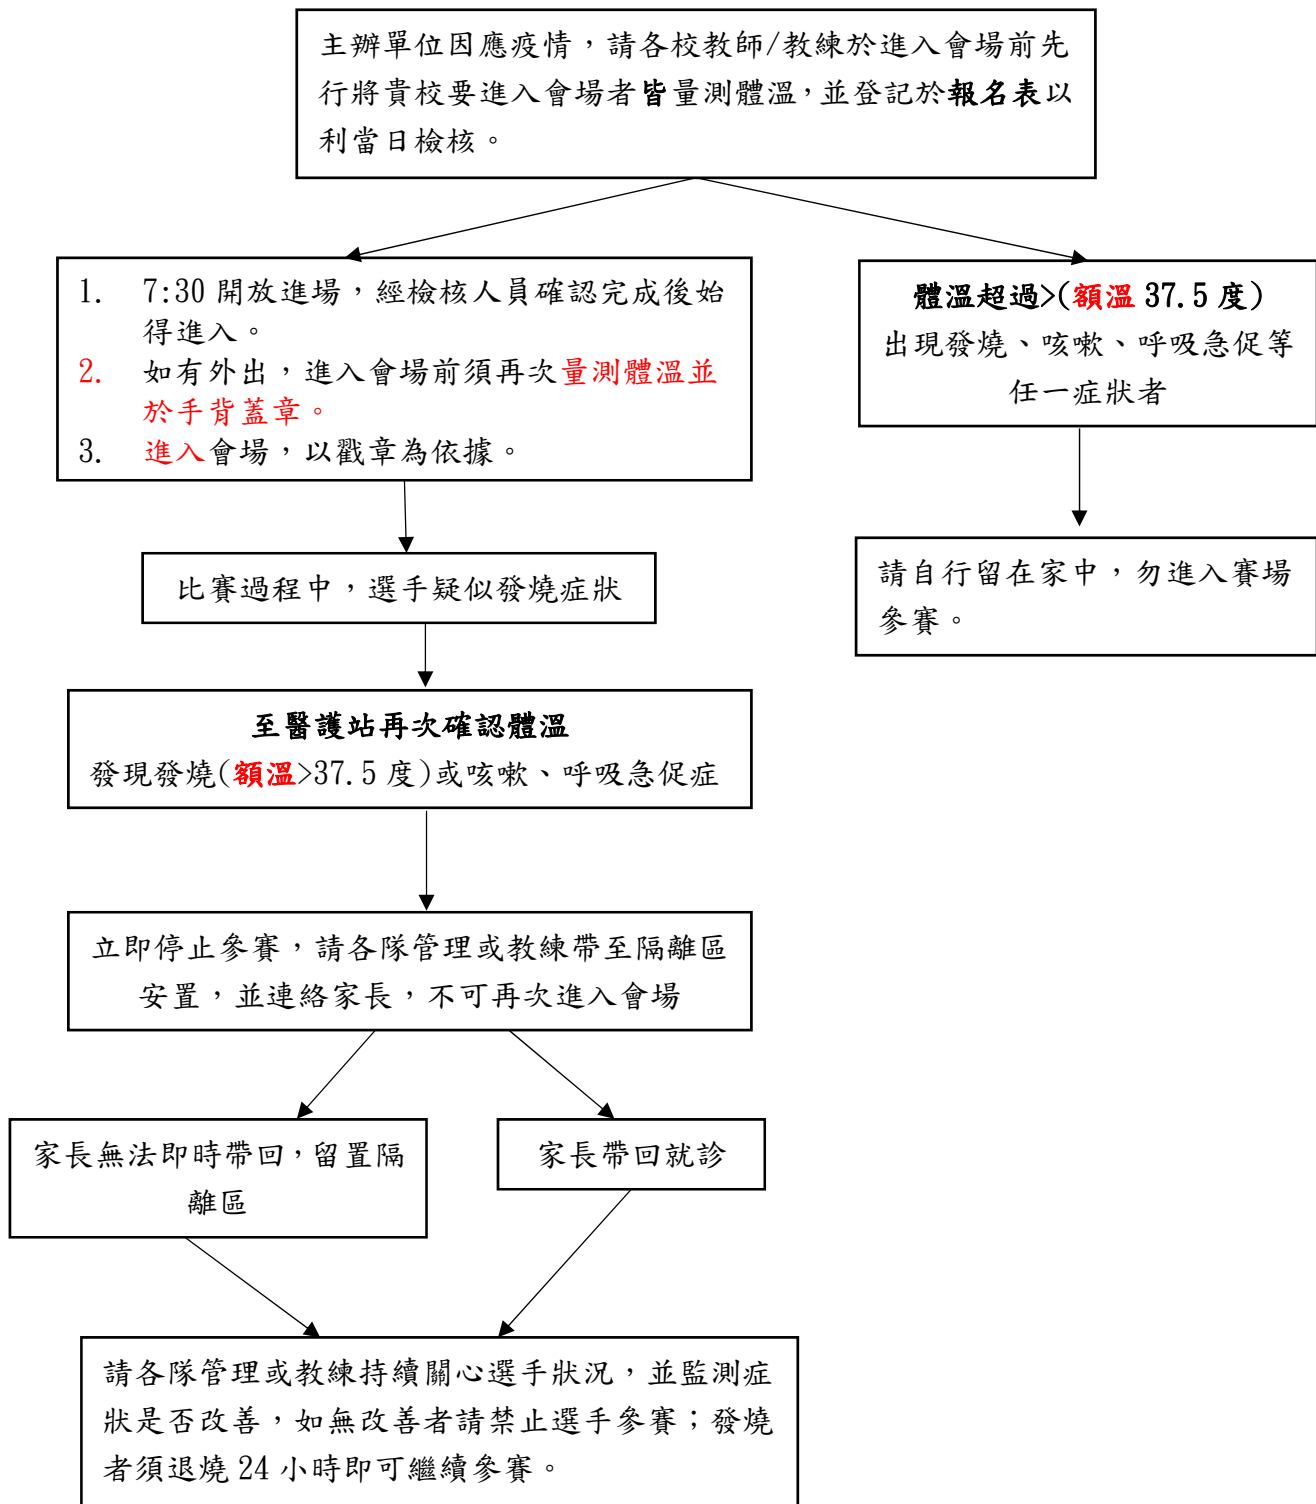 主辦單位因應疫情，請各校教師/教練於進入會場前先
行將貴校要進入會場者皆量測體溫，並登記於報名表以
利當日檢核。
1. 7:30 開放進場，經檢核人員確認完成後始
得進入。
2. 如有外出，進入會場前須再次量測體溫並
於手背蓋章。
3. 進入會場，以戳章為依據。
體溫超過>(額溫 37.5 度)
出現發燒、咳嗽、呼吸急促等
任一症狀者
請自行留在家中，勿進入賽場
參賽。
比賽過程中，選手疑似發燒症狀
至醫護站再次確認體溫
發現發燒(額溫>37.5 度)或咳嗽、呼吸急促症
立即停止參賽，請各隊管理或教練帶至隔離區
安置，並連絡家長，不可再次進入會場
家長無法即時帶回，留置隔
離區
家長帶回就診
請各隊管理或教練持續關心選手狀況，並監測症
狀是否改善，如無改善者請禁止選手參賽；發燒
者須退燒 24 小時即可繼續參賽。